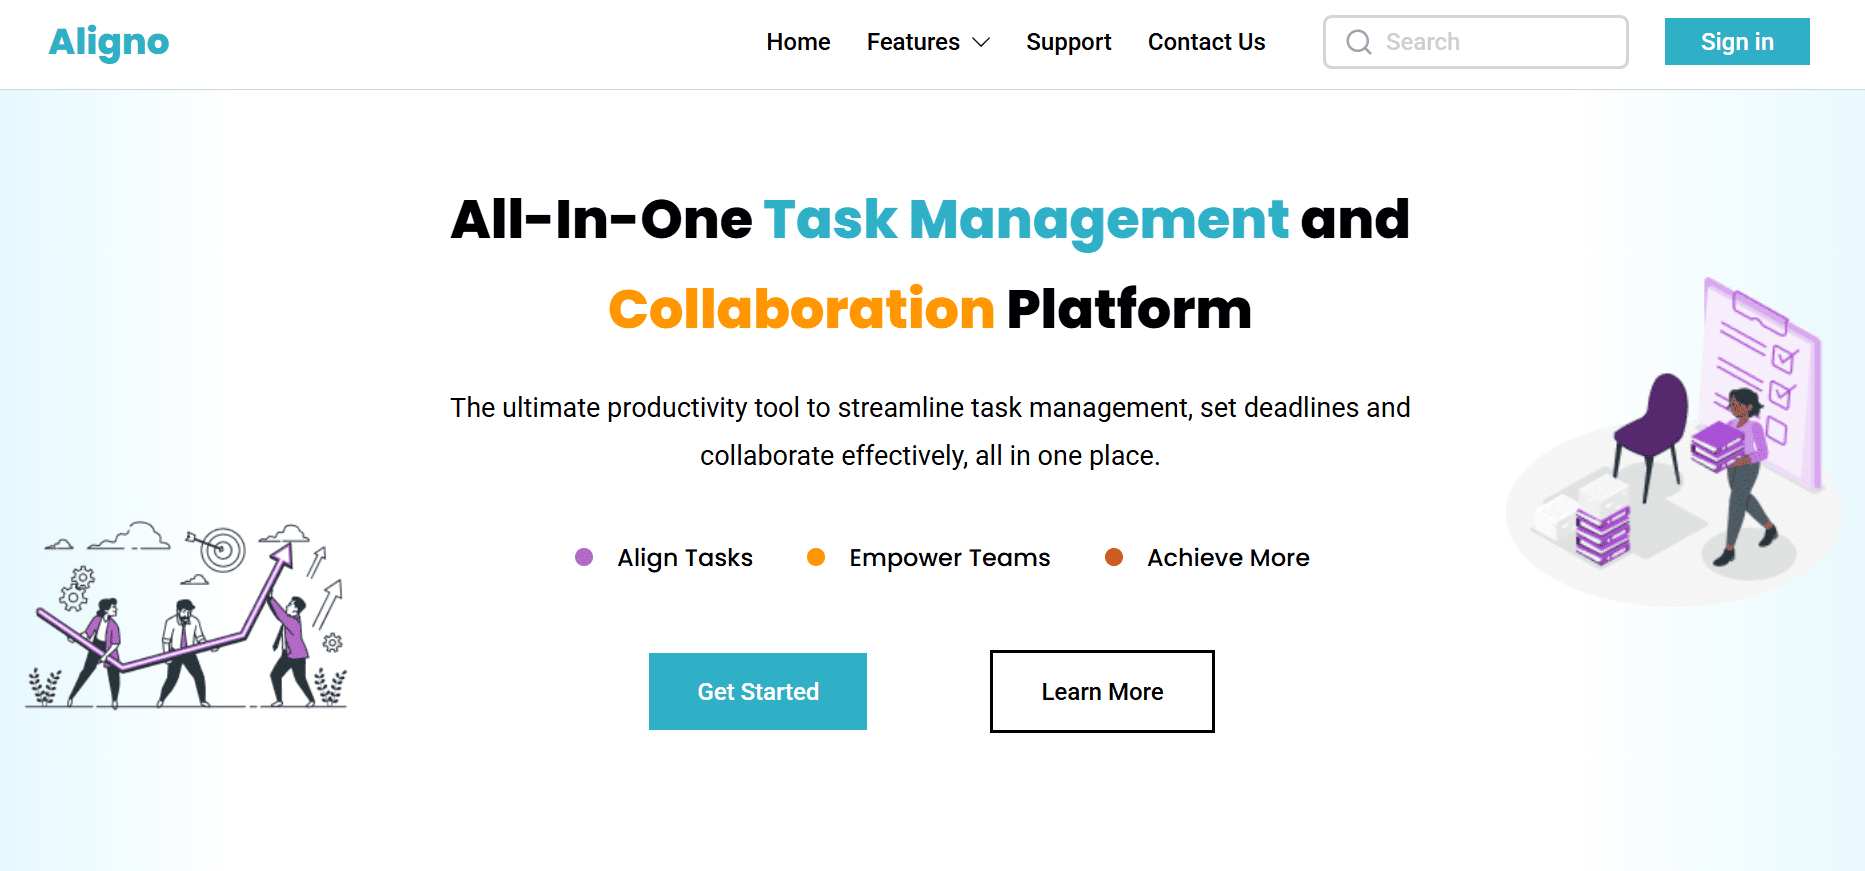 Aligno
Home Features Support Contact Us Search Sign in
All-In-One Task Management and
Collaboration Platform
The ultimate productivity tool to streamline task management, set deadlines and
collaborate effectively, all in one place.
Align Tasks Empower Teams Achieve More
Get Started Learn More